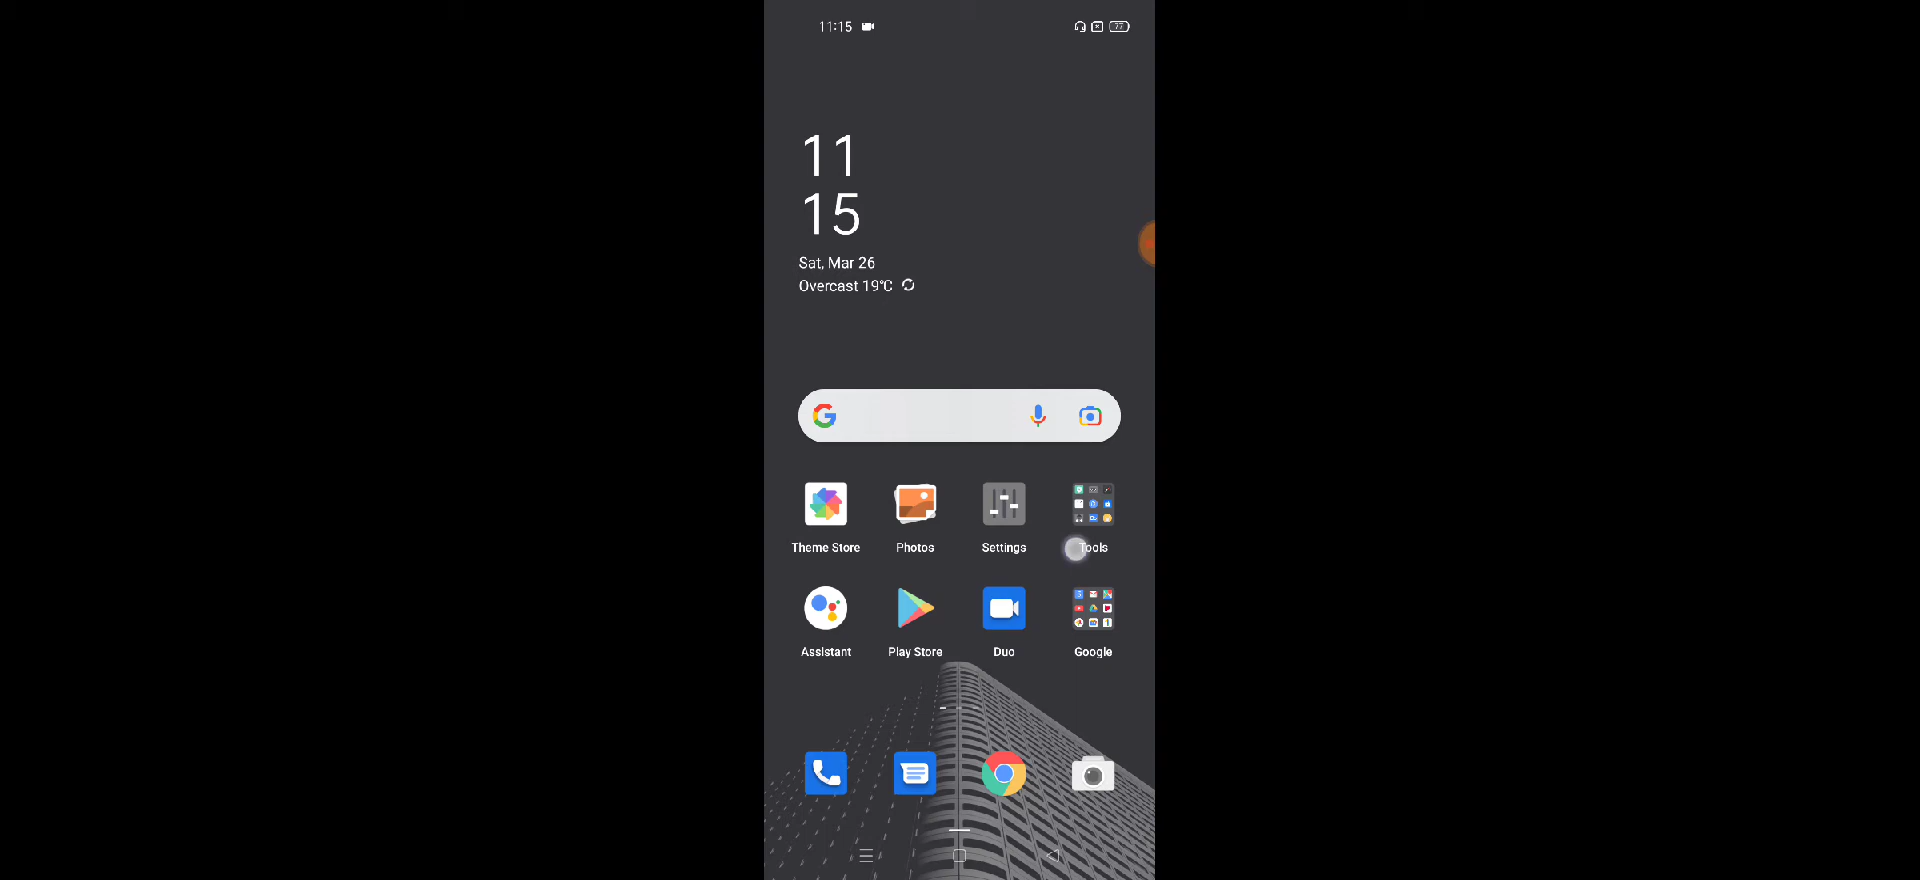 11:15
77
11
15
Sat, Mar 26
Overcast 19°C
Theme Store
Photos
Settings
Tools
Assistant
Play Store
Duo
Google